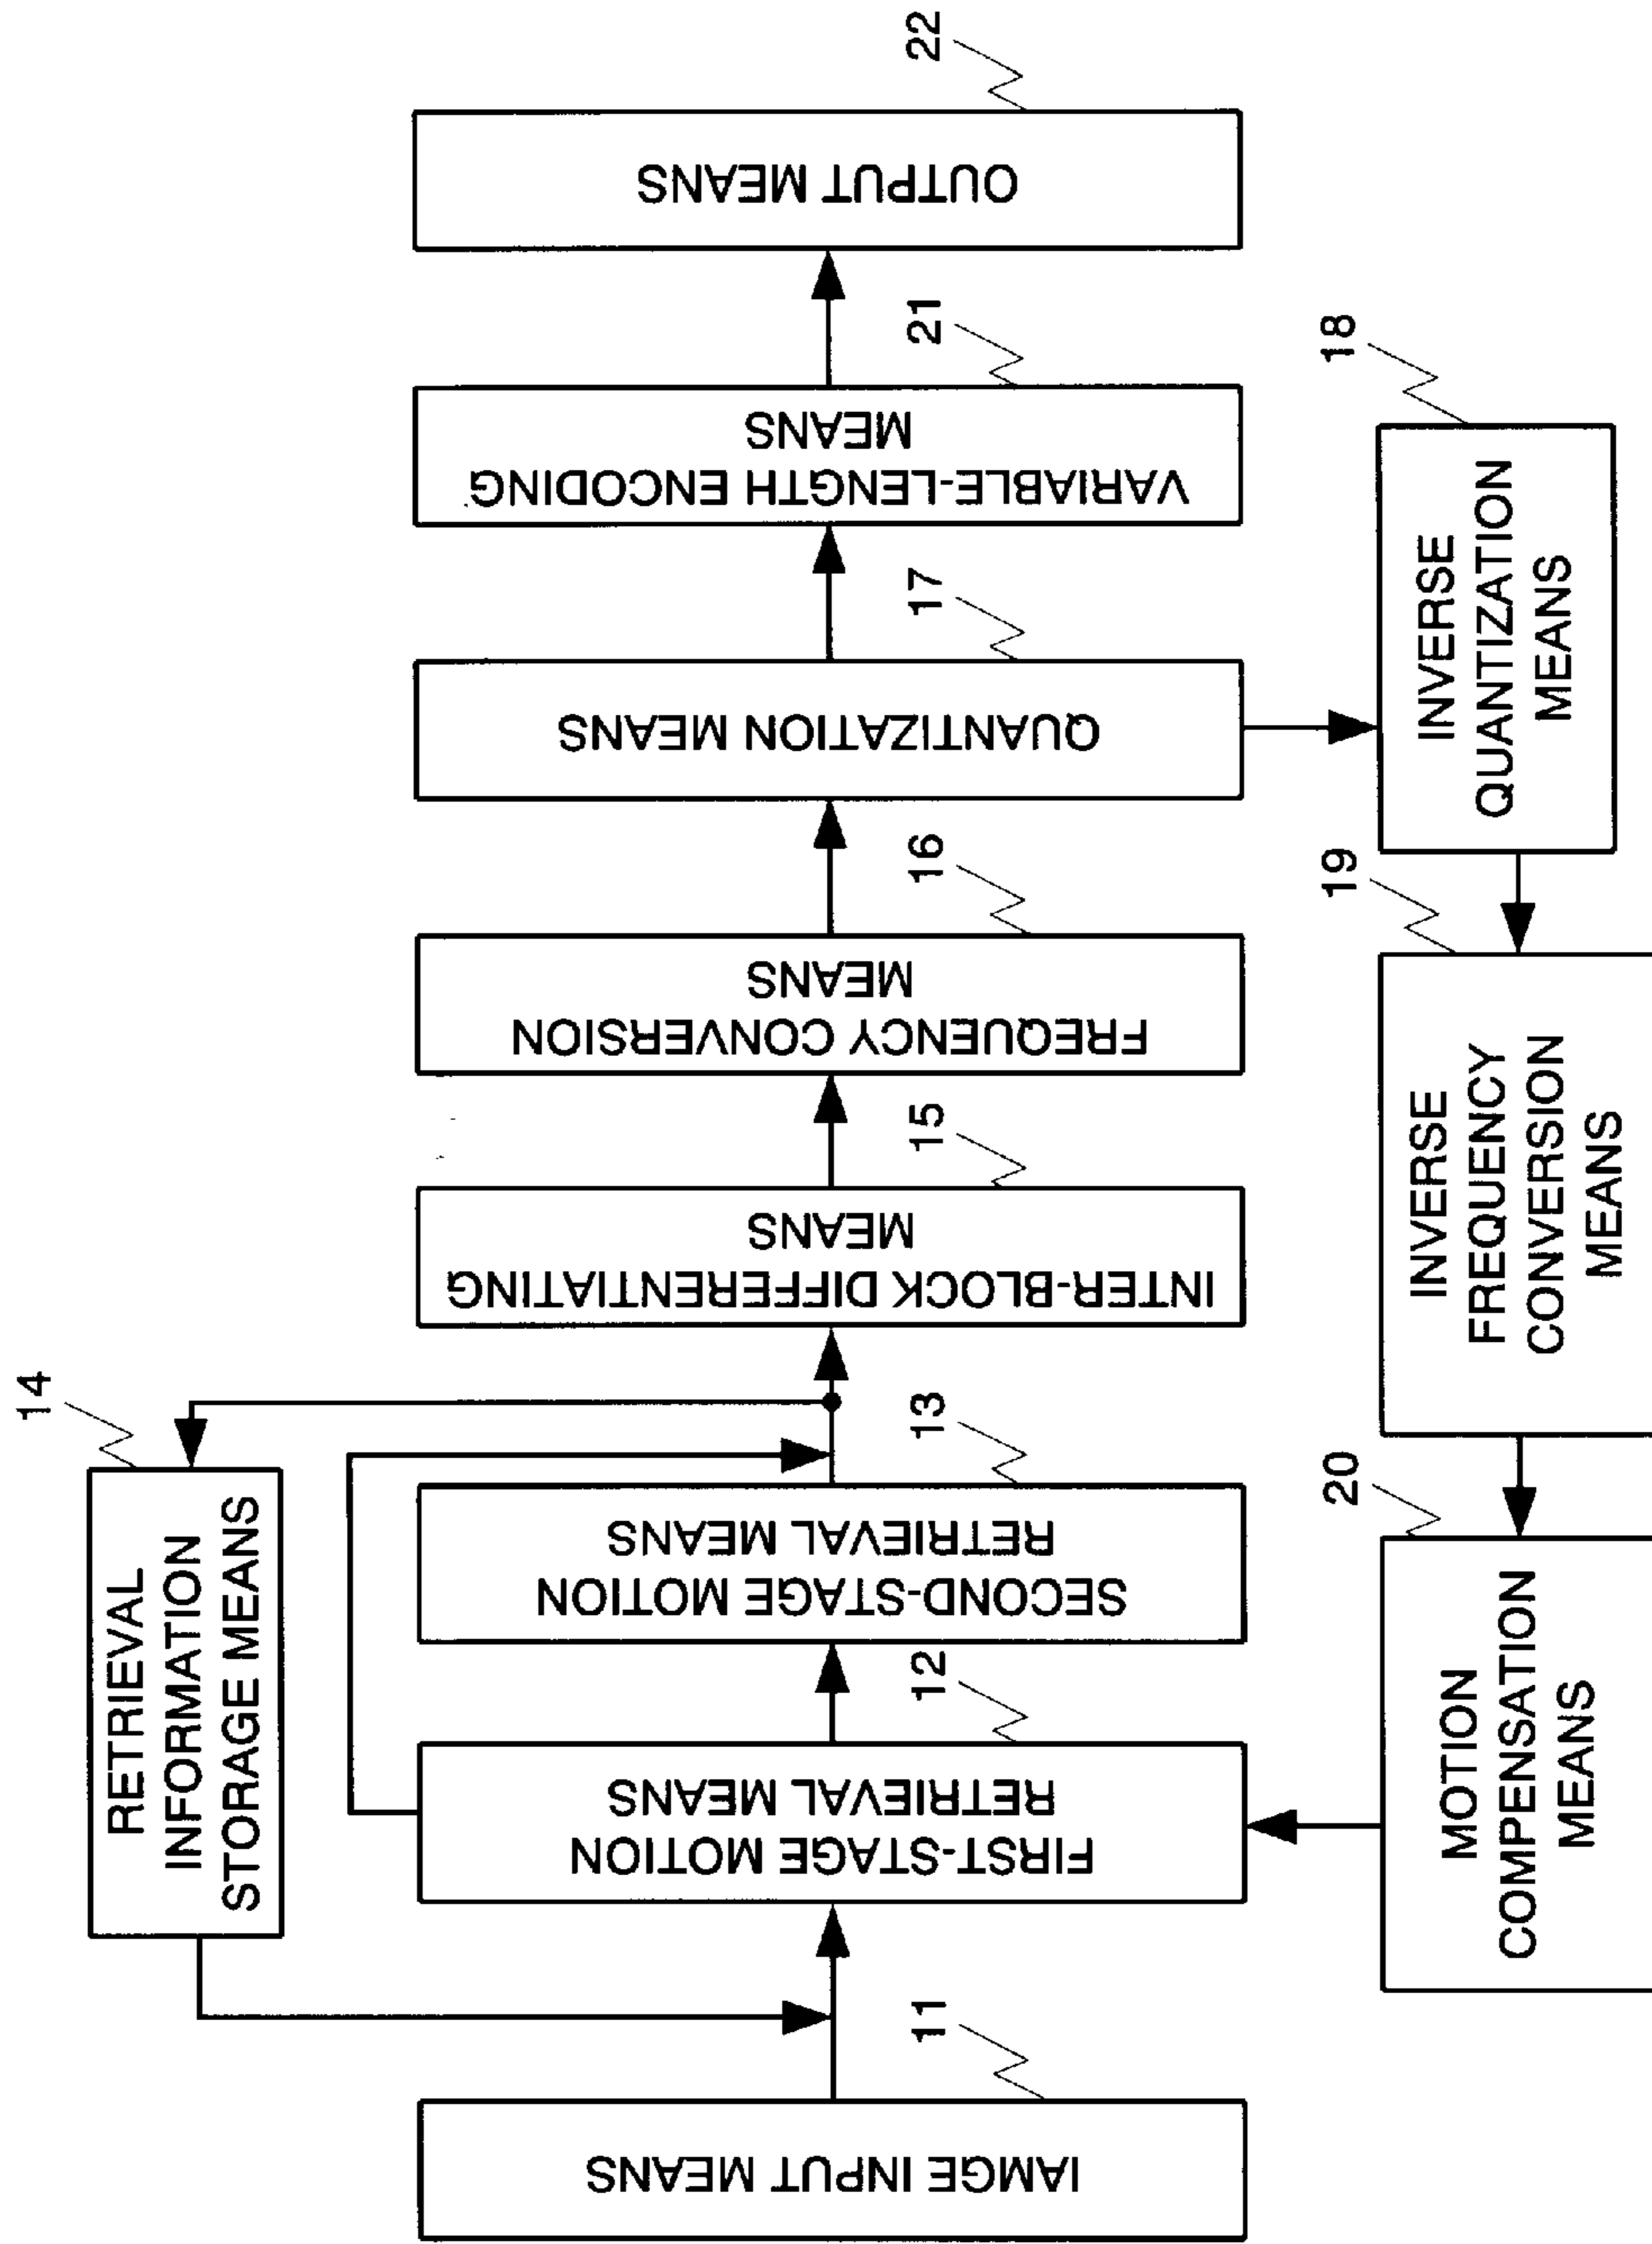 14
RETRIEVAL
INFORMATION
STORAGE MEANS
11
IAMGE INPUT MEANS
12
FIRST-STAGE MOTION
RETRIEVAL MEANS
13
SECOND-STAGE MOTION
RETRIEVAL MEANS
15
INTER-BLOCK DIFFERENTIATING
MEANS
16
FREQUENCY CONVERSION
MEANS
17
QUANTIZATION MEANS
21
VARIABLE-LENGTH ENCODING
MEANS
22
OUTPUT MEANS
20
MOTION
COMPENSATION
MEANS
19
INVERSE
FREQUENCY
CONVERSION
MEANS
18
INVERSE
QUANTIZATION
MEANS